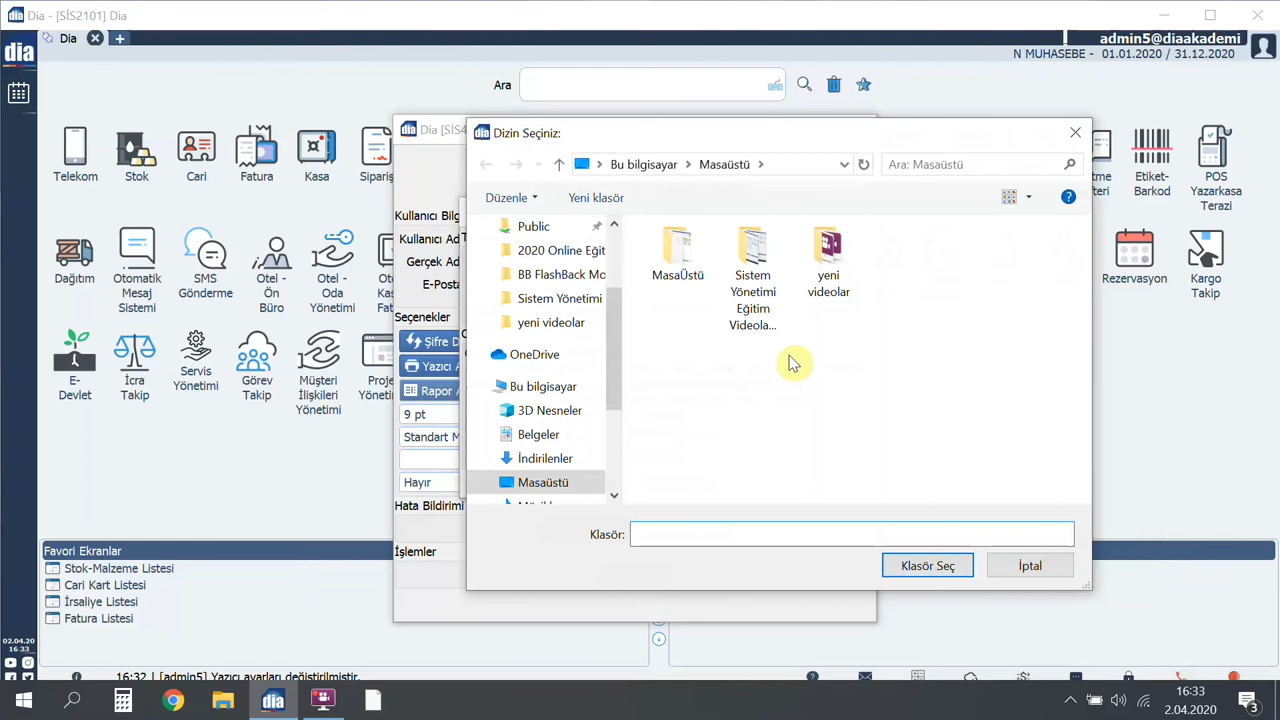 Dia - [SİS2101] Dia
Dia
admin5@diaakademi
N MUHASEBE - 01.01.2020 / 31.12.2020
dia
Ara
Telekom
Stok
Cari
Fatura
Kasa
Etiket-
Barkod
POS
Yazarkasa
Terazi
Dağıtım
Otomatik
Mesaj
Sistemi
SMS
Gönderme
Otel -
Ön
Büro
Otel -
Oda
Yönetimi
Rezervasyon
Kargo
Takip
E-
Devlet
İcra
Takip
Servis
Yönetimi
Görev
Takip
Müşteri
İlişkileri
Yönetimi
Kullanıcı Bilg
Kullanıcı Ad
Gerçek Ad
E-Posta
Seçenekler
Şifre D
Yazıcı A
Rapor A
9 pt
Standart M
Hayır
Hata Bildirimi
İşlemler
Dizin Seçiniz:
Bu bilgisayar
Masaüstü
Ara: Masaüstü
Düzenle
Yeni klasör
Public
2020 Online Eğit
BB FlashBack Mo
Sistem Yönetimi
yeni videolar
OneDrive
Bu bilgisayar
3D Nesneler
Belgeler
İndirilenler
Masaüstü
MasaÜstü
Sistem
Yönetimi
Eğitim
Videola...
yeni
videolar
Klasör:
Klasör Seç
İptal
Favori Ekranlar
Stok-Malzeme Listesi
Cari Kart Listesi
İrsaliye Listesi
Fatura Listesi
02.04.20
16 33
16:32 | [admin5] Yazıcı ayarları değiştirilmiştir.
16:33
2.04.2020
3